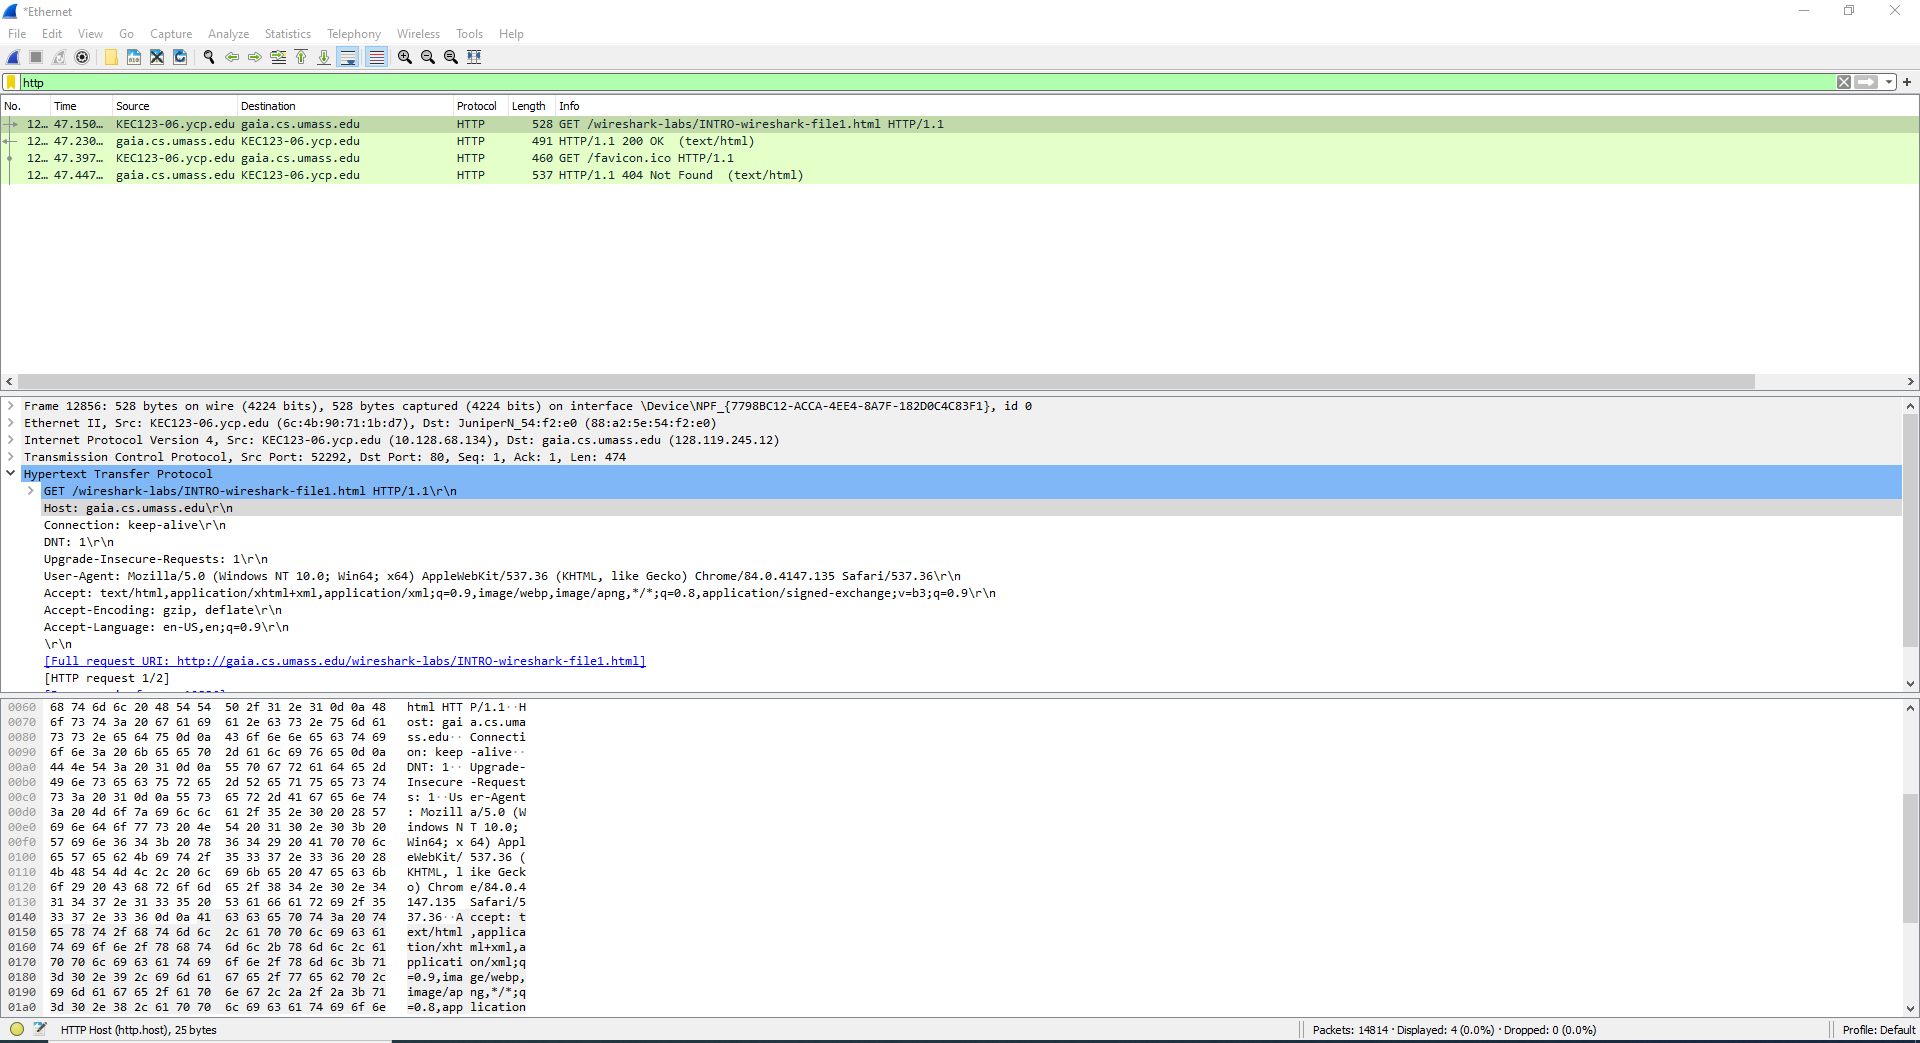 *Ethernet
File Edit View Go Capture Analyze Statistics Telephony Wireless Tools Help
http
No. Time Source Destination Protocol Length Info
12… 47.150… KEC123-06.ycp.edu gaia.cs.umass.edu HTTP 528 GET /wireshark-labs/INTRO-wireshark-file1.html HTTP/1.1
12… 47.230… gaia.cs.umass.edu KEC123-06.ycp.edu HTTP 491 HTTP/1.1 200 OK  (text/html)
12… 47.397… KEC123-06.ycp.edu gaia.cs.umass.edu HTTP 460 GET /favicon.ico HTTP/1.1
12… 47.447… gaia.cs.umass.edu KEC123-06.ycp.edu HTTP 537 HTTP/1.1 404 Not Found  (text/html)
Frame 12856: 528 bytes on wire (4224 bits), 528 bytes captured (4224 bits) on interface \Device\NPF_{7798BC12-ACCA-4EE4-8A7F-182D0C4C83F1}, id 0
Ethernet II, Src: KEC123-06.ycp.edu (6c:4b:90:71:1b:d7), Dst: JuniperN_54:f2:e0 (88:a2:5e:54:f2:e0)
Internet Protocol Version 4, Src: KEC123-06.ycp.edu (10.128.68.134), Dst: gaia.cs.umass.edu (128.119.245.12)
Transmission Control Protocol, Src Port: 52292, Dst Port: 80, Seq: 1, Ack: 1, Len: 474
Hypertext Transfer Protocol
GET /wireshark-labs/INTRO-wireshark-file1.html HTTP/1.1\r\n
Host: gaia.cs.umass.edu\r\n
Connection: keep-alive\r\n
DNT: 1\r\n
Upgrade-Insecure-Requests: 1\r\n
User-Agent: Mozilla/5.0 (Windows NT 10.0; Win64; x64) AppleWebKit/537.36 (KHTML, like Gecko) Chrome/84.0.4147.135 Safari/537.36\r\n
Accept: text/html,application/xhtml+xml,application/xml;q=0.9,image/webp,image/apng,*/*;q=0.8,application/signed-exchange;v=b3;q=0.9\r\n
Accept-Encoding: gzip, deflate\r\n
Accept-Language: en-US,en;q=0.9\r\n
\r\n
[Full request URI: http://gaia.cs.umass.edu/wireshark-labs/INTRO-wireshark-file1.html]
[HTTP request 1/2]
0060 68 74 6d 6c 20 48 54 54 50 2f 31 2e 31 0d 0a 48 html HTT P/1.1··H
0070 6f 73 74 3a 20 67 61 69 61 2e 63 73 2e 75 6d 61 ost: gai a.cs.uma
0080 73 73 2e 65 64 75 0d 0a 43 6f 6e 6e 65 63 74 69 ss.edu·· Connecti
0090 6f 6e 3a 20 6b 65 65 70 2d 61 6c 69 76 65 0d 0a on: keep -alive··
00a0 44 4e 54 3a 20 31 0d 0a 55 70 67 72 61 64 65 2d DNT: 1·· Upgrade-
00b0 49 6e 73 65 63 75 72 65 2d 52 65 71 75 65 73 74 Insecure -Request
00c0 73 3a 20 31 0d 0a 55 73 65 72 2d 41 67 65 6e 74 s: 1··Us er-Agent
00d0 3a 20 4d 6f 7a 69 6c 6c 61 2f 35 2e 30 20 28 57 : Mozill a/5.0 (W
00e0 69 6e 64 6f 77 73 20 4e 54 20 31 30 2e 30 3b 20 indows N T 10.0;
00f0 57 69 6e 36 34 3b 20 78 36 34 29 20 41 70 70 6c Win64; x 64) Appl
0100 65 57 65 62 4b 69 74 2f 35 33 37 2e 33 36 20 28 eWebKit/ 537.36 (
0110 4b 48 54 4d 4c 2c 20 6c 69 6b 65 20 47 65 63 6b KHTML, l ike Geck
0120 6f 29 20 43 68 72 6f 6d 65 2f 38 34 2e 30 2e 34 o) Chrom e/84.0.4
0130 31 34 37 2e 31 33 35 20 53 61 66 61 72 69 2f 35 147.135  Safari/5
0140 33 37 2e 33 36 0d 0a 41 63 63 65 70 74 3a 20 74 37.36··A ccept: t
0150 65 78 74 2f 68 74 6d 6c 2c 61 70 70 6c 69 63 61 ext/html ,applica
0160 74 69 6f 6e 2f 78 68 74 6d 6c 2b 78 6d 6c 2c 61 tion/xht ml+xml,a
0170 70 70 6c 69 63 61 74 69 6f 6e 2f 78 6d 6c 3b 71 pplicati on/xml;q
0180 3d 30 2e 39 2c 69 6d 61 67 65 2f 77 65 62 70 2c =0.9,ima ge/webp,
0190 69 6d 61 67 65 2f 61 70 6e 67 2c 2a 2f 2a 3b 71 image/ap ng,*/*;q
01a0 3d 30 2e 38 2c 61 70 70 6c 69 63 61 74 69 6f 6e =0.8,app lication
HTTP Host (http.host), 25 bytes Packets: 14814 · Displayed: 4 (0.0%) · Dropped: 0 (0.0%) Profile: Default